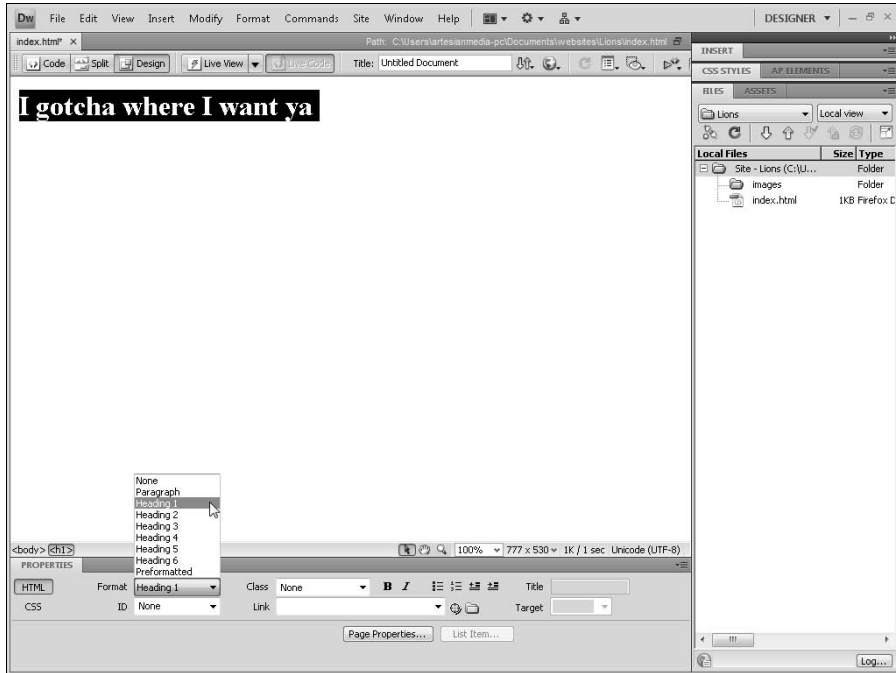 Dw File Edit View Insert Modify Format Commands Site Window Help DESIGNER
index.html* × Path: C:\Users\artesianmedia-pc\Documents\websites\Lions\index.html
Code Split Design Live View Live Code Title: Untitled Document
I gotcha where I want ya
None
Paragraph
Heading 1
Heading 2
Heading 3
Heading 4
Heading 5
Heading 6
Preformatted
<body> <h1> 100% 777 x 530 1K / 1 sec Unicode (UTF-8)
PROPERTIES
HTML Format Heading 1 Class None B I Title
CSS ID None Link Target
Page Properties... List Item...
INSERT
CSS STYLES AP ELEMENTS
FILES ASSETS
Lions Local view
Local Files Size Type
Site - Lions (C:\U... Folder
images Folder
index.html 1KB Firefox D
Log...